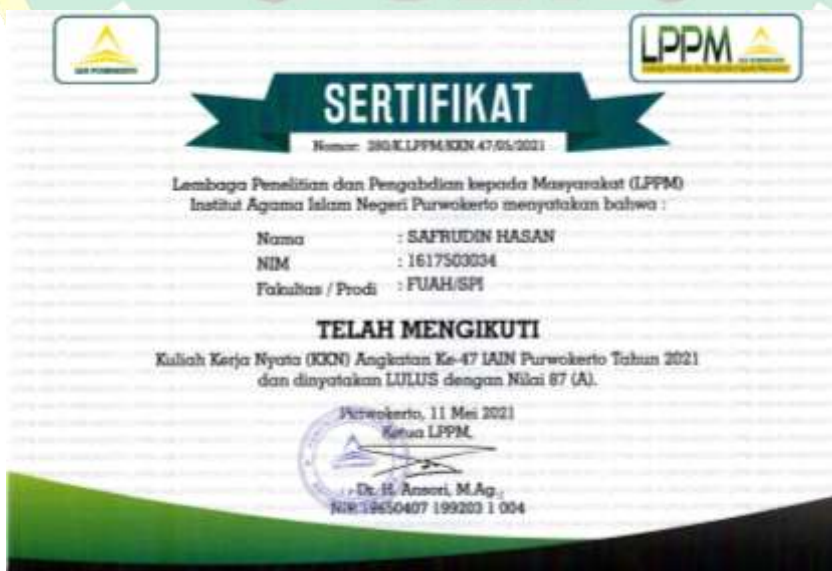 IAIN PURWOKERTO
LPPM
SERTIFIKAT
Nomor: 280/K.LPPM/KKN.47/05/2021
Lembaga Penelitian dan Pengabdian kepada Masyarakat (LPPM)
Institut Agama Islam Negeri Purwokerto menyatakan bahwa :
Nama : SAFRUDIN HASAN
NIM : 1617503034
Fakultas / Prodi : FUAH/SPI
TELAH MENGIKUTI
Kuliah Kerja Nyata (KKN) Angkatan Ke-47 IAIN Purwokerto Tahun 2021
dan dinyatakan LULUS dengan Nilai 87 (A).
Purwokerto, 11 Mei 2021
Ketua LPPM,
Dr. H. Ansori, M.Ag.
NIP. 19650407 199203 1 004